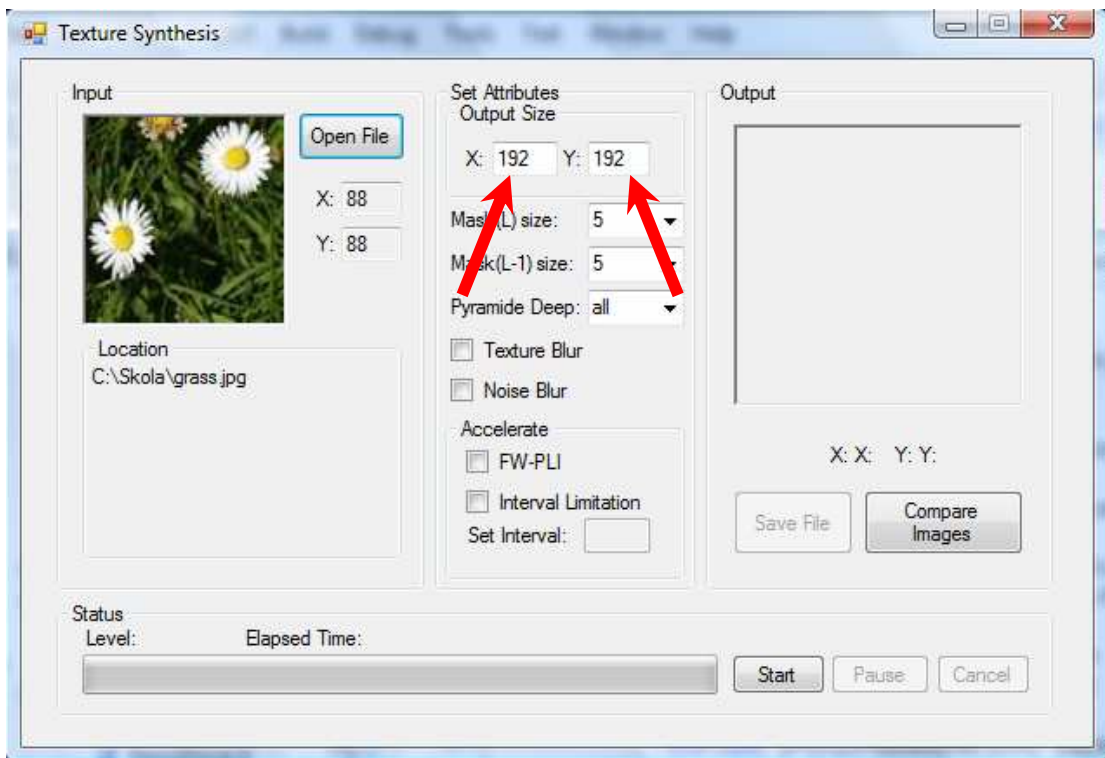 Texture Synthesis
Input
Open File
X: 88
Y: 88
Location
C:\Skola\grass.jpg
Set Attributes
Output Size
X: 192 Y: 192
Mask(L) size: 5
Mask(L-1) size: 5
Pyramide Deep: all
Texture Blur
Noise Blur
Accelerate
FW-PLI
Interval Limitation
Set Interval:
Output
X: X: Y: Y:
Save File
Compare
Images
Status
Level: Elapsed Time:
Start Pause Cancel